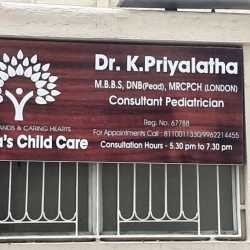 Dr. K.Priyalatha
M.B.B.S, DNB(Pead), MRCPCH (LONDON)
Consultant Pediatrician
Reg. No. 67788
ANDS & CARING HEARTS
For Appointments Call : 8110011330/9962214455
's Child Care
Consultation Hours - 5.30 pm to 7.30 pm